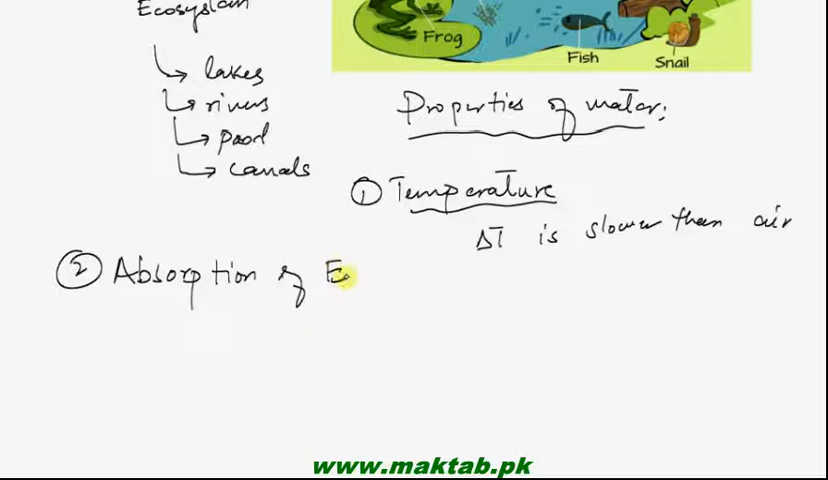 Ecosystem
↳ lakes
↳ rivers
↳ pond
↳ canals
Frog
Fish
Snail
Properties of water:
① Temperature
ΔT is slower than air
② Absorption of E
www.maktab.pk